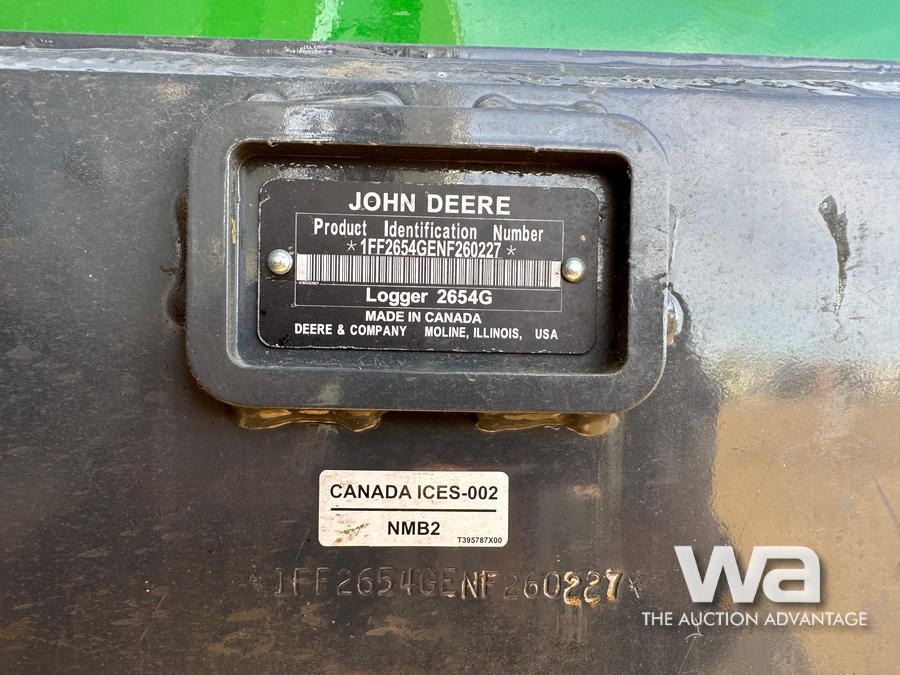 JOHN DEERE
Product Identification Number
*1FF2654GENF260227*
Logger 2654G
MADE IN CANADA
DEERE & COMPANY MOLINE, ILLINOIS, USA
CANADA ICES-002
NMB2
T395787X00
*1FF2654GENF260227*
wa
THE AUCTION ADVANTAGE